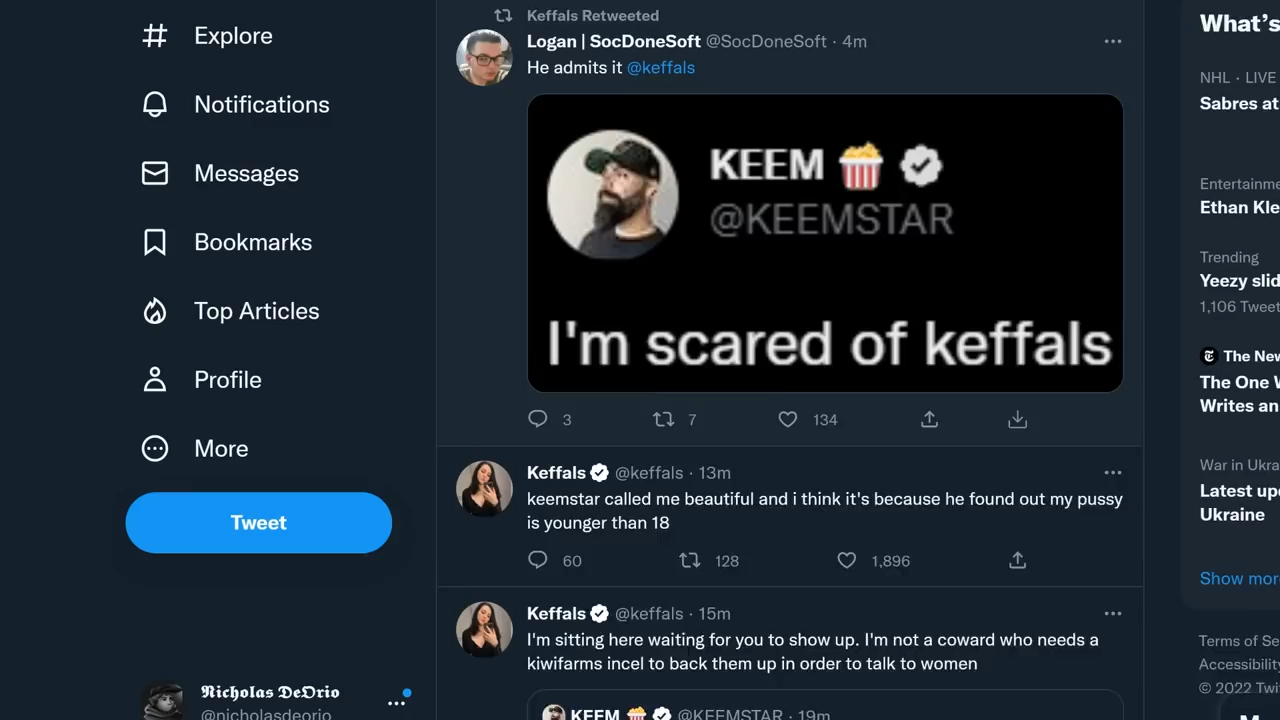 Explore
Notifications
Messages
Bookmarks
Top Articles
Profile
More
Tweet
Nicholas DeOrio
@nicholasdeorio
Keffals Retweeted
Logan | SocDoneSoft @SocDoneSoft · 4m
He admits it @keffals
KEEM
@KEEMSTAR
I'm scared of keffals
3 7 134
Keffals @keffals · 13m
keemstar called me beautiful and i think it's because he found out my pussy
is younger than 18
60 128 1,896
Keffals @keffals · 15m
I'm sitting here waiting for you to show up. I'm not a coward who needs a
kiwifarms incel to back them up in order to talk to women
KEEM @KEEMSTAR · 19m
What's
NHL · LIVE
Sabres at
Entertainme
Ethan Kle
Trending
Yeezy slid
1,106 Tweet
The New
The One W
Writes an
War in Ukra
Latest upd
Ukraine
Show more
Terms of Se
Accessibility
© 2022 Twi